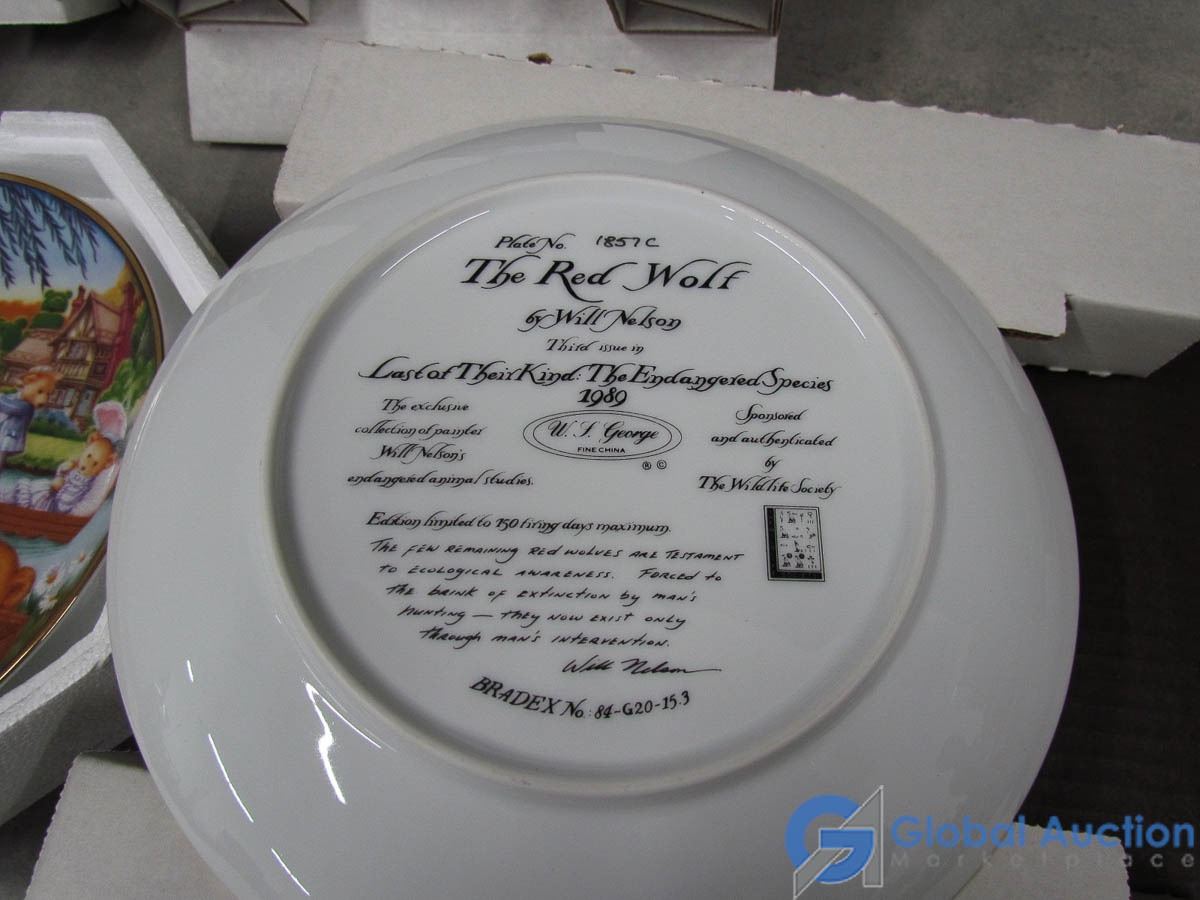 Plate No. 1857C
The Red Wolf
by Will Nelson
Third issue in
Last of Their Kind: The Endangered Species
1989
The exclusive
collection of painter
Will Nelson's
endangered animal studies.
W. S. George
FINE CHINA
® ©
Sponsored
and authenticated
by
The Wildlife Society
Edition limited to 150 firing days maximum.
THE FEW REMAINING RED WOLVES ARE TESTAMENT
TO ECOLOGICAL AWARENESS. FORCED TO
THE BRINK OF EXTINCTION BY MAN'S
HUNTING — THEY NOW EXIST ONLY
THROUGH MAN'S INTERVENTION.
Will Nelson
BRADEX No.: 84-G20-15.3
Global Auction
Marketplace